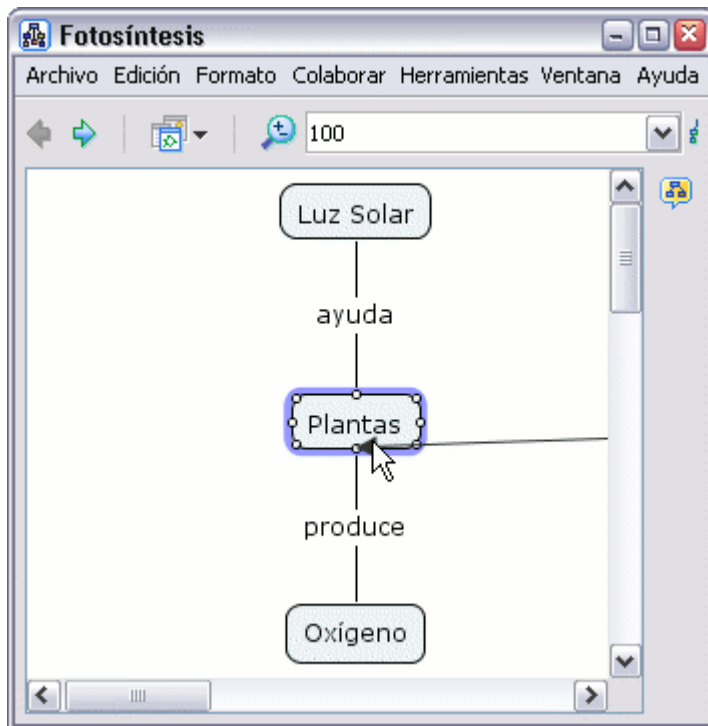 Fotosíntesis
Archivo Edición Formato Colaborar Herramientas Ventana Ayuda
100
Luz Solar
ayuda
Plantas
produce
Oxígeno